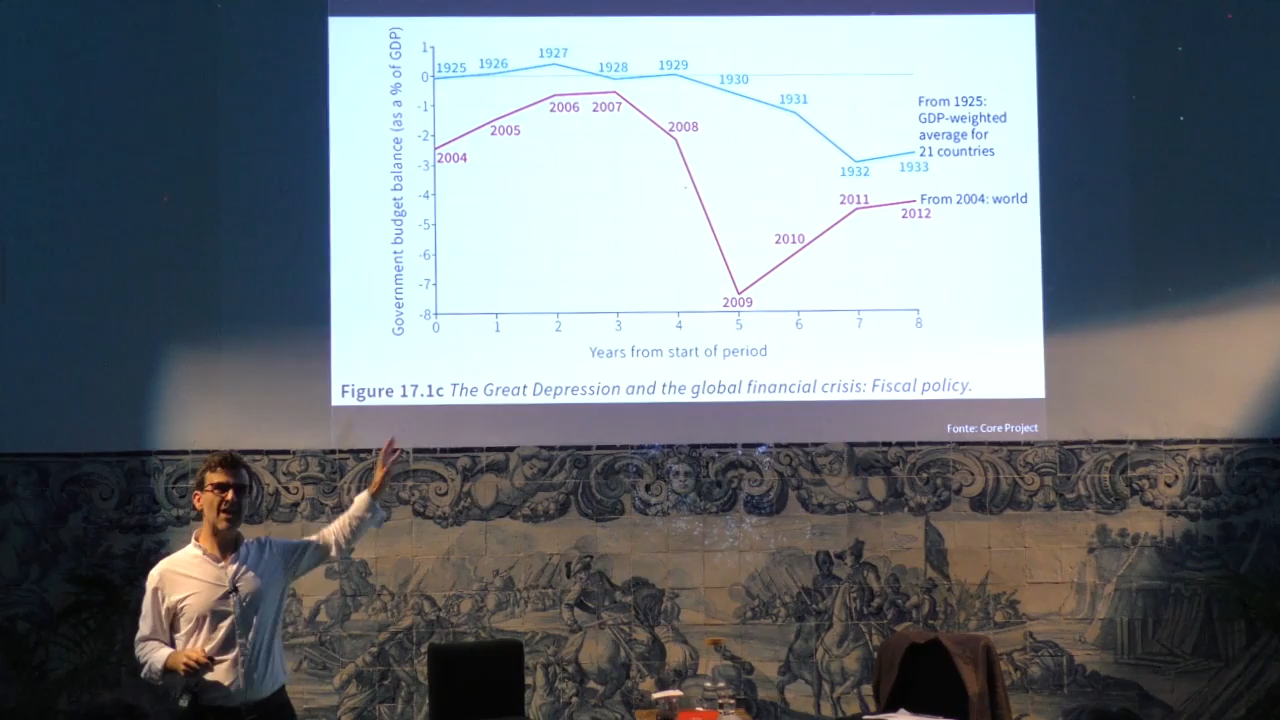 Government budget balance (as a % of GDP)
1
0
-1
-2
-3
-4
-5
-6
-7
-8
1925
1926
1927
1928
1929
1930
1931
1932
1933
2004
2005
2006
2007
2008
2009
2010
2011
2012
From 1925:
GDP-weighted
average for
21 countries
From 2004: world
0 1 2 3 4 5 6 7 8
Years from start of period
Figure 17.1c The Great Depression and the global financial crisis: Fiscal policy.
Fonte: Core Project